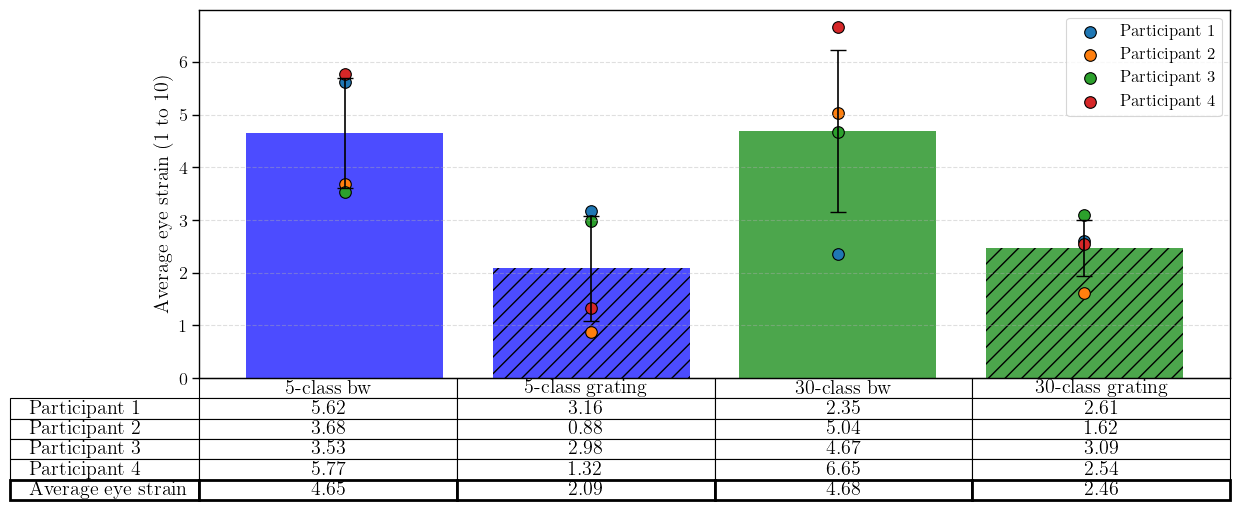 Participant 1
Participant 2
Participant 3
Participant 4
Average eye strain (1 to 10)
6
5
4
3
2
1
0
5-class bw 5-class grating 30-class bw 30-class grating
Participant 1 5.62 3.16 2.35 2.61
Participant 2 3.68 0.88 5.04 1.62
Participant 3 3.53 2.98 4.67 3.09
Participant 4 5.77 1.32 6.65 2.54
Average eye strain 4.65 2.09 4.68 2.46